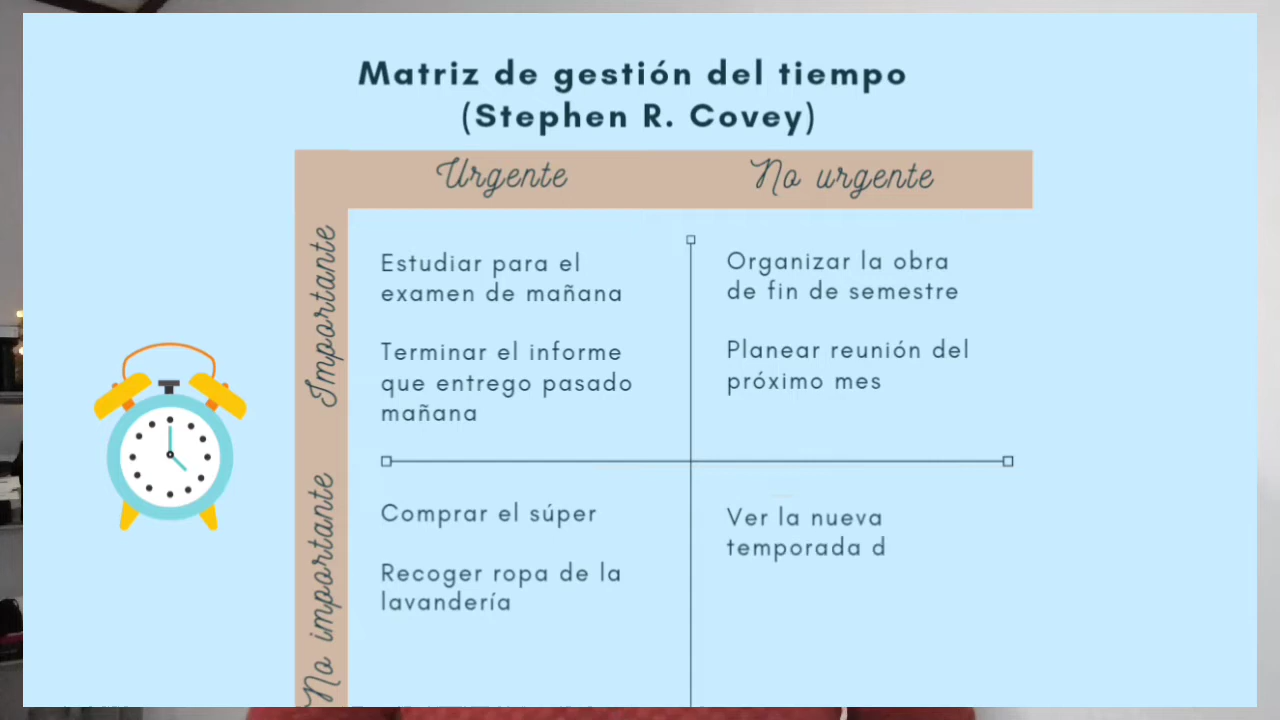 Matriz de gestión del tiempo
(Stephen R. Covey)
Urgente
No urgente
Importante
Estudiar para el
examen de mañana
Terminar el informe
que entrego pasado
mañana
Organizar la obra
de fin de semestre
Planear reunión del
próximo mes
No importante
Comprar el súper
Recoger ropa de la
lavandería
Ver la nueva
temporada d